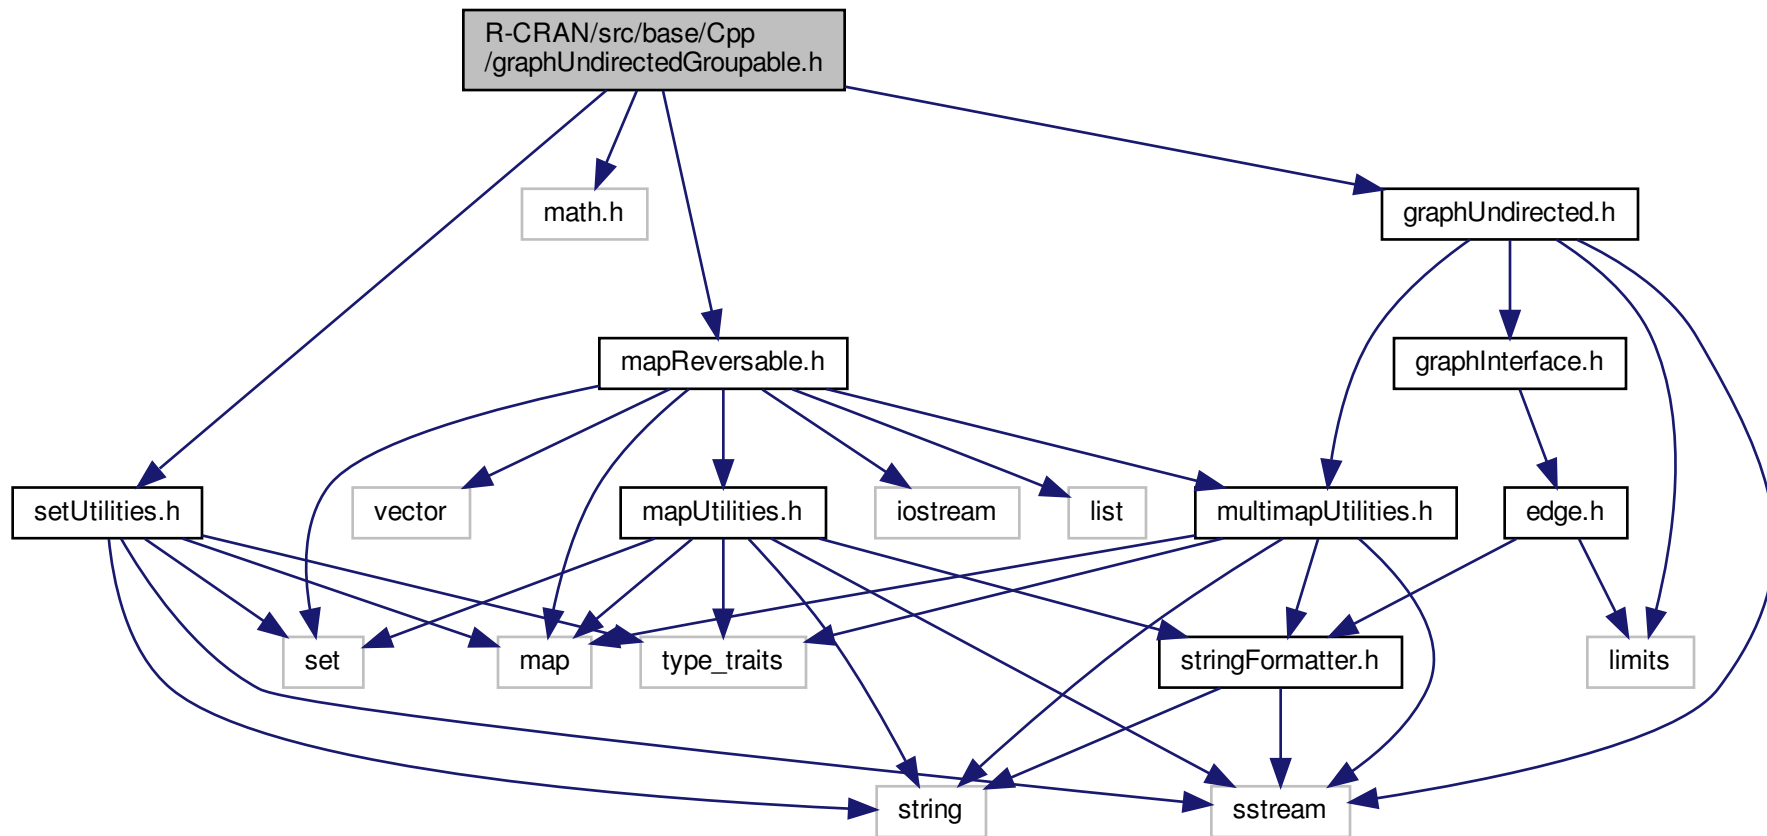 R-CRAN/src/base/Cpp
/graphUndirectedGroupable.h
math.h
graphUndirected.h
mapReversable.h
graphInterface.h
setUtilities.h
vector
mapUtilities.h
iostream
list
multimapUtilities.h
edge.h
set
map
type_traits
stringFormatter.h
limits
string
sstream